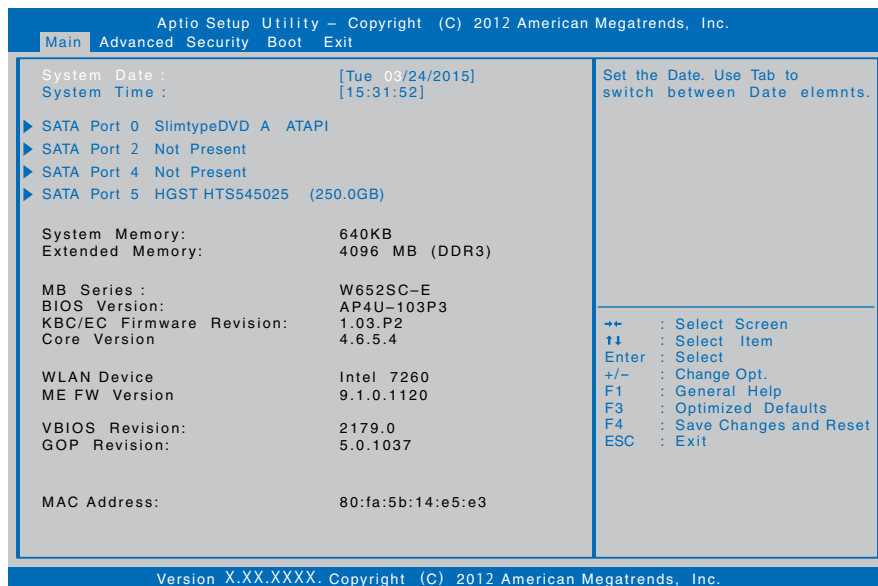 Aptio Setup Utility – Copyright (C) 2012 American Megatrends, Inc.
Main Advanced Security Boot Exit
System Date : [Tue 03/24/2015]
System Time : [15:31:52]
SATA Port 0 SlimtypeDVD A ATAPI
SATA Port 2 Not Present
SATA Port 4 Not Present
SATA Port 5 HGST HTS545025 (250.0GB)
System Memory: 640KB
Extended Memory: 4096 MB (DDR3)
MB Series : W652SC–E
BIOS Version: AP4U–103P3
KBC/EC Firmware Revision: 1.03.P2
Core Version 4.6.5.4
WLAN Device Intel 7260
ME FW Version 9.1.0.1120
VBIOS Revision: 2179.0
GOP Revision: 5.0.1037
MAC Address: 80:fa:5b:14:e5:e3
Set the Date. Use Tab to
switch between Date elemnts.
→← : Select Screen
↑↓ : Select Item
Enter : Select
+/– : Change Opt.
F1 : General Help
F3 : Optimized Defaults
F4 : Save Changes and Reset
ESC : Exit
Version X.XX.XXXX. Copyright (C) 2012 American Megatrends, Inc.